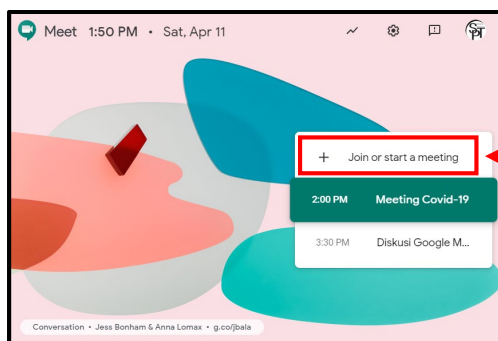 Meet 1:50 PM • Sat, Apr 11
SPT
+ Join or start a meeting
2:00 PM Meeting Covid-19
3:30 PM Diskusi Google M...
Conversation • Jess Bonham & Anna Lomax • g.co/jbala